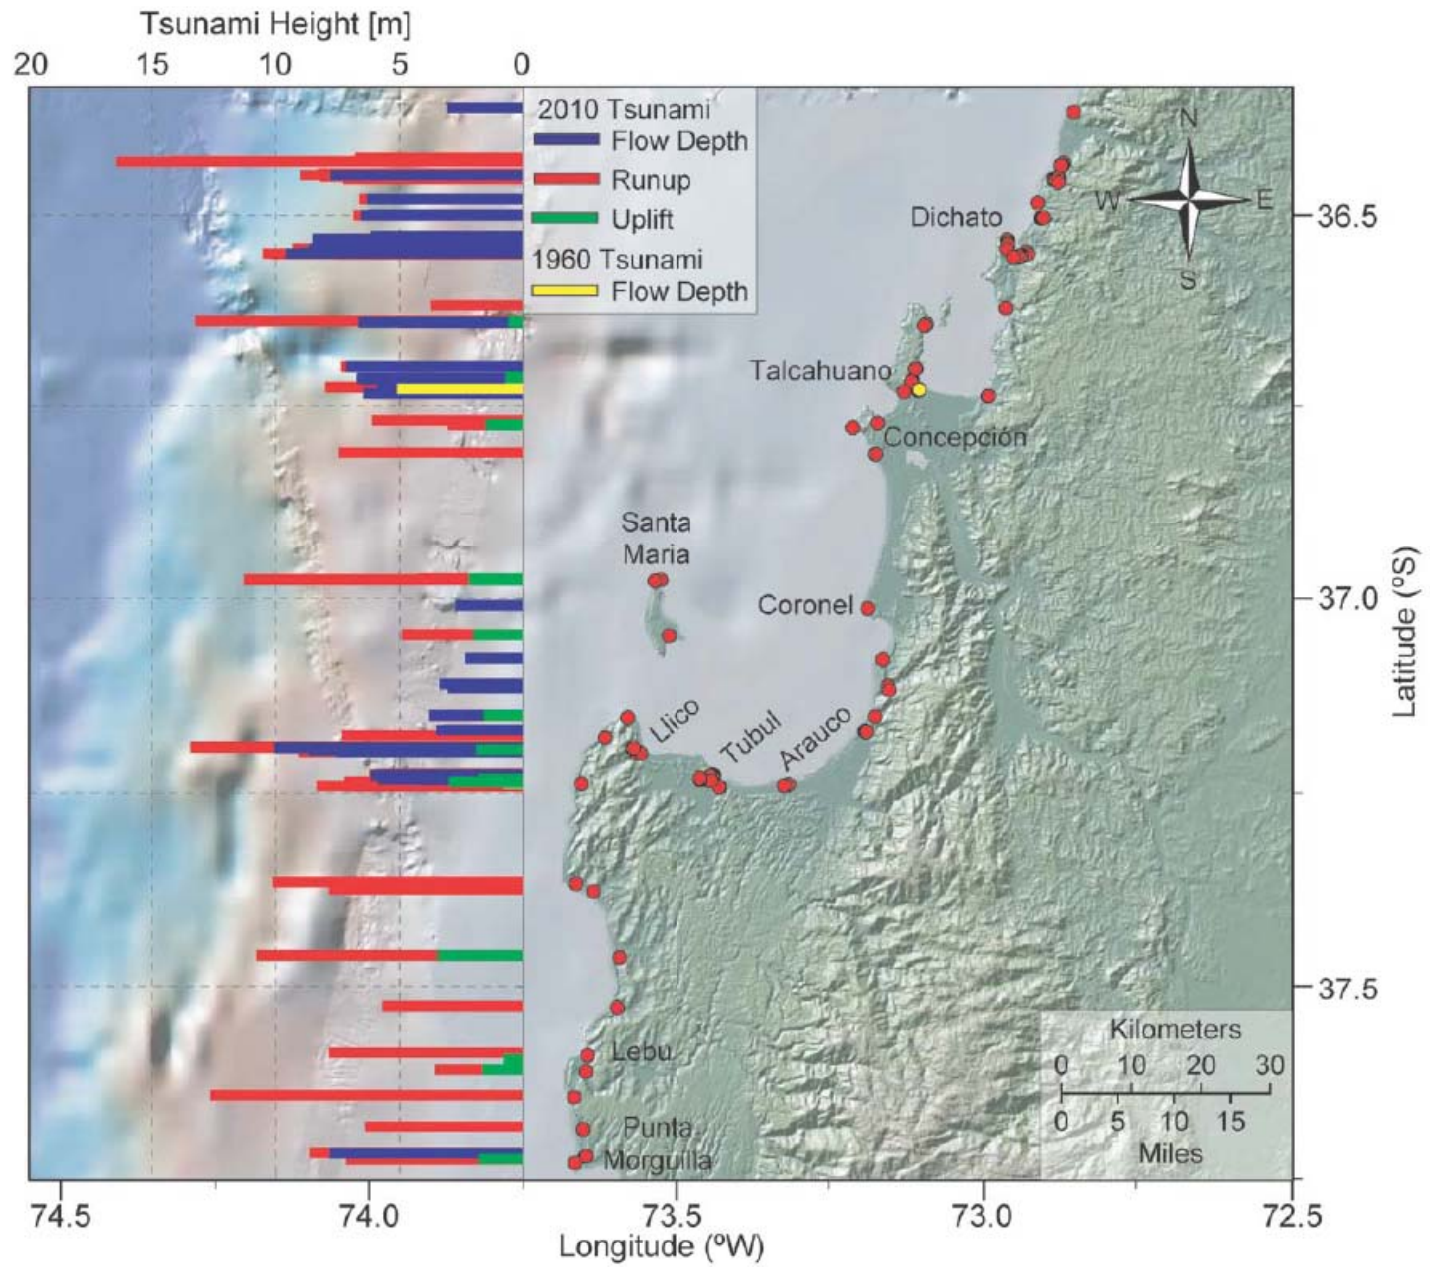 Tsunami Height [m]
20 15 10 5 0
2010 Tsunami
Flow Depth
Runup
Uplift
1960 Tsunami
Flow Depth
N
W E
S
Dichato
Talcahuano
Concepción
Santa
Maria
Coronel
Llico
Tubul
Arauco
Lebu
Punta
Morguilla
36.5
37.0
37.5
Latitude (ºS)
Kilometers
0 10 20 30
0 5 10 15
Miles
74.5 74.0 73.5 73.0 72.5
Longitude (ºW)